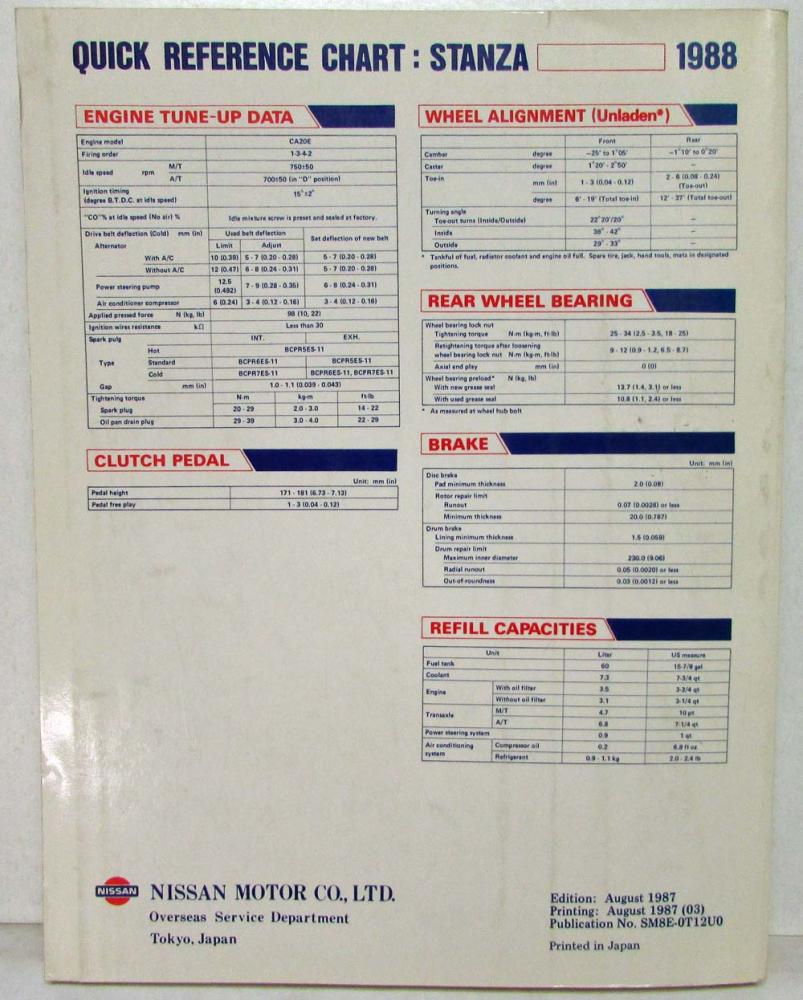 QUICK REFERENCE CHART: STANZA 1988
ENGINE TUNE-UP DATA
Engine model CA20E
Firing order 1-3-4-2
Idle speed rpm M/T 750±50
A/T 700±50 (in "D" position)
Ignition timing
(degree B.T.D.C. at idle speed) 15°±2°
"CO"% at idle speed (No air) % Idle mixture screw is preset and sealed at factory.
Drive belt deflection (Cold) mm (in) Used belt deflection Set deflection of new belt
Alternator Limit Adjust
With A/C 10 (0.39) 5 - 7 (0.20 - 0.28) 5 - 7 (0.20 - 0.28)
Without A/C 12 (0.47) 6 - 8 (0.24 - 0.31) 5 - 7 (0.20 - 0.28)
Power steering pump 12.5 (0.492) 7 - 9 (0.28 - 0.35) 6 - 8 (0.24 - 0.31)
Air conditioner compressor 6 (0.24) 3 - 4 (0.12 - 0.16) 3 - 4 (0.12 - 0.16)
Applied pressed force N (kg, lb) 98 (10, 22)
Ignition wires resistance kΩ Less than 30
Spark pulg INT. EXH.
Type Hot BCPR5ES-11
Standard BCPR6ES-11 BCPR5ES-11
Cold BCPR7ES-11 BCPR6ES-11, BCPR7ES-11
Gap mm (in) 1.0 - 1.1 (0.039 - 0.043)
Tightening torque N·m kg-m ft-lb
Spark plug 20 - 29 2.0 - 3.0 14 - 22
Oil pan drain plug 29 - 39 3.0 - 4.0 22 - 29
CLUTCH PEDAL
Unit: mm (in)
Pedal height 171 - 181 (6.73 - 7.13)
Pedal free play 1 - 3 (0.04 - 0.12)
WHEEL ALIGNMENT (Unladen*)
Front Rear
Camber degree –25' to 1°05' –1°10' to 0°20'
Caster degree 1°20' - 2°50' –
Toe-in mm (in) 1 - 3 (0.04 - 0.12) 2 - 6 (0.08 - 0.24) (Toe-out)
degree 6' - 19' (Total toe-in) 12' - 37' (Total toe-out)
Turning angle
Toe-out turns (Inside/Outside) 22°20'/20° –
Inside 38° - 42° –
Outside 29° - 33° –
* Tankful of fuel, radiator coolant and engine oil full. Spare tire, jack, hand tools, mats in designated
positions.
REAR WHEEL BEARING
Wheel bearing lock nut
Tightening torque N·m (kg-m, ft-lb) 25 - 34 (2.5 - 3.5, 18 - 25)
Retightening torque after loosening
wheel bearing lock nut N·m (kg-m, ft-lb) 9 - 12 (0.9 - 1.2, 6.5 - 8.7)
Axial end play mm (in) 0 (0)
Wheel bearing preload* N (kg, lb)
With new grease seal 13.7 (1.4, 3.1) or less
With used grease seal 10.8 (1.1, 2.4) or less
* As measured at wheel hub bolt
BRAKE
Unit: mm (in)
Disc brake
Pad minimum thickness 2.0 (0.08)
Rotor repair limit
Runout 0.07 (0.0028) or less
Minimum thickness 20.0 (0.787)
Drum brake
Lining minimum thickness 1.5 (0.059)
Drum repair limit
Maximum inner diameter 230.0 (9.06)
Radial runout 0.05 (0.0020) or less
Out-of-roundness 0.03 (0.0012) or less
REFILL CAPACITIES
Unit Liter US measure
Fuel tank 60 15-7/8 gal
Coolant 7.3 7-3/4 qt
Engine With oil filter 3.5 3-3/4 qt
Without oil filter 3.1 3-1/4 qt
Transaxle M/T 4.7 10 pt
A/T 6.8 7-1/4 qt
Power steering system 0.9 1 qt
Air conditioning system Compressor oil 0.2 6.8 fl oz
Refrigerant 0.9 - 1.1 kg 2.0 - 2.4 lb
NISSAN NISSAN MOTOR CO., LTD.
Overseas Service Department
Tokyo, Japan
Edition: August 1987
Printing: August 1987 (03)
Publication No. SM8E-0T12U0
Printed in Japan